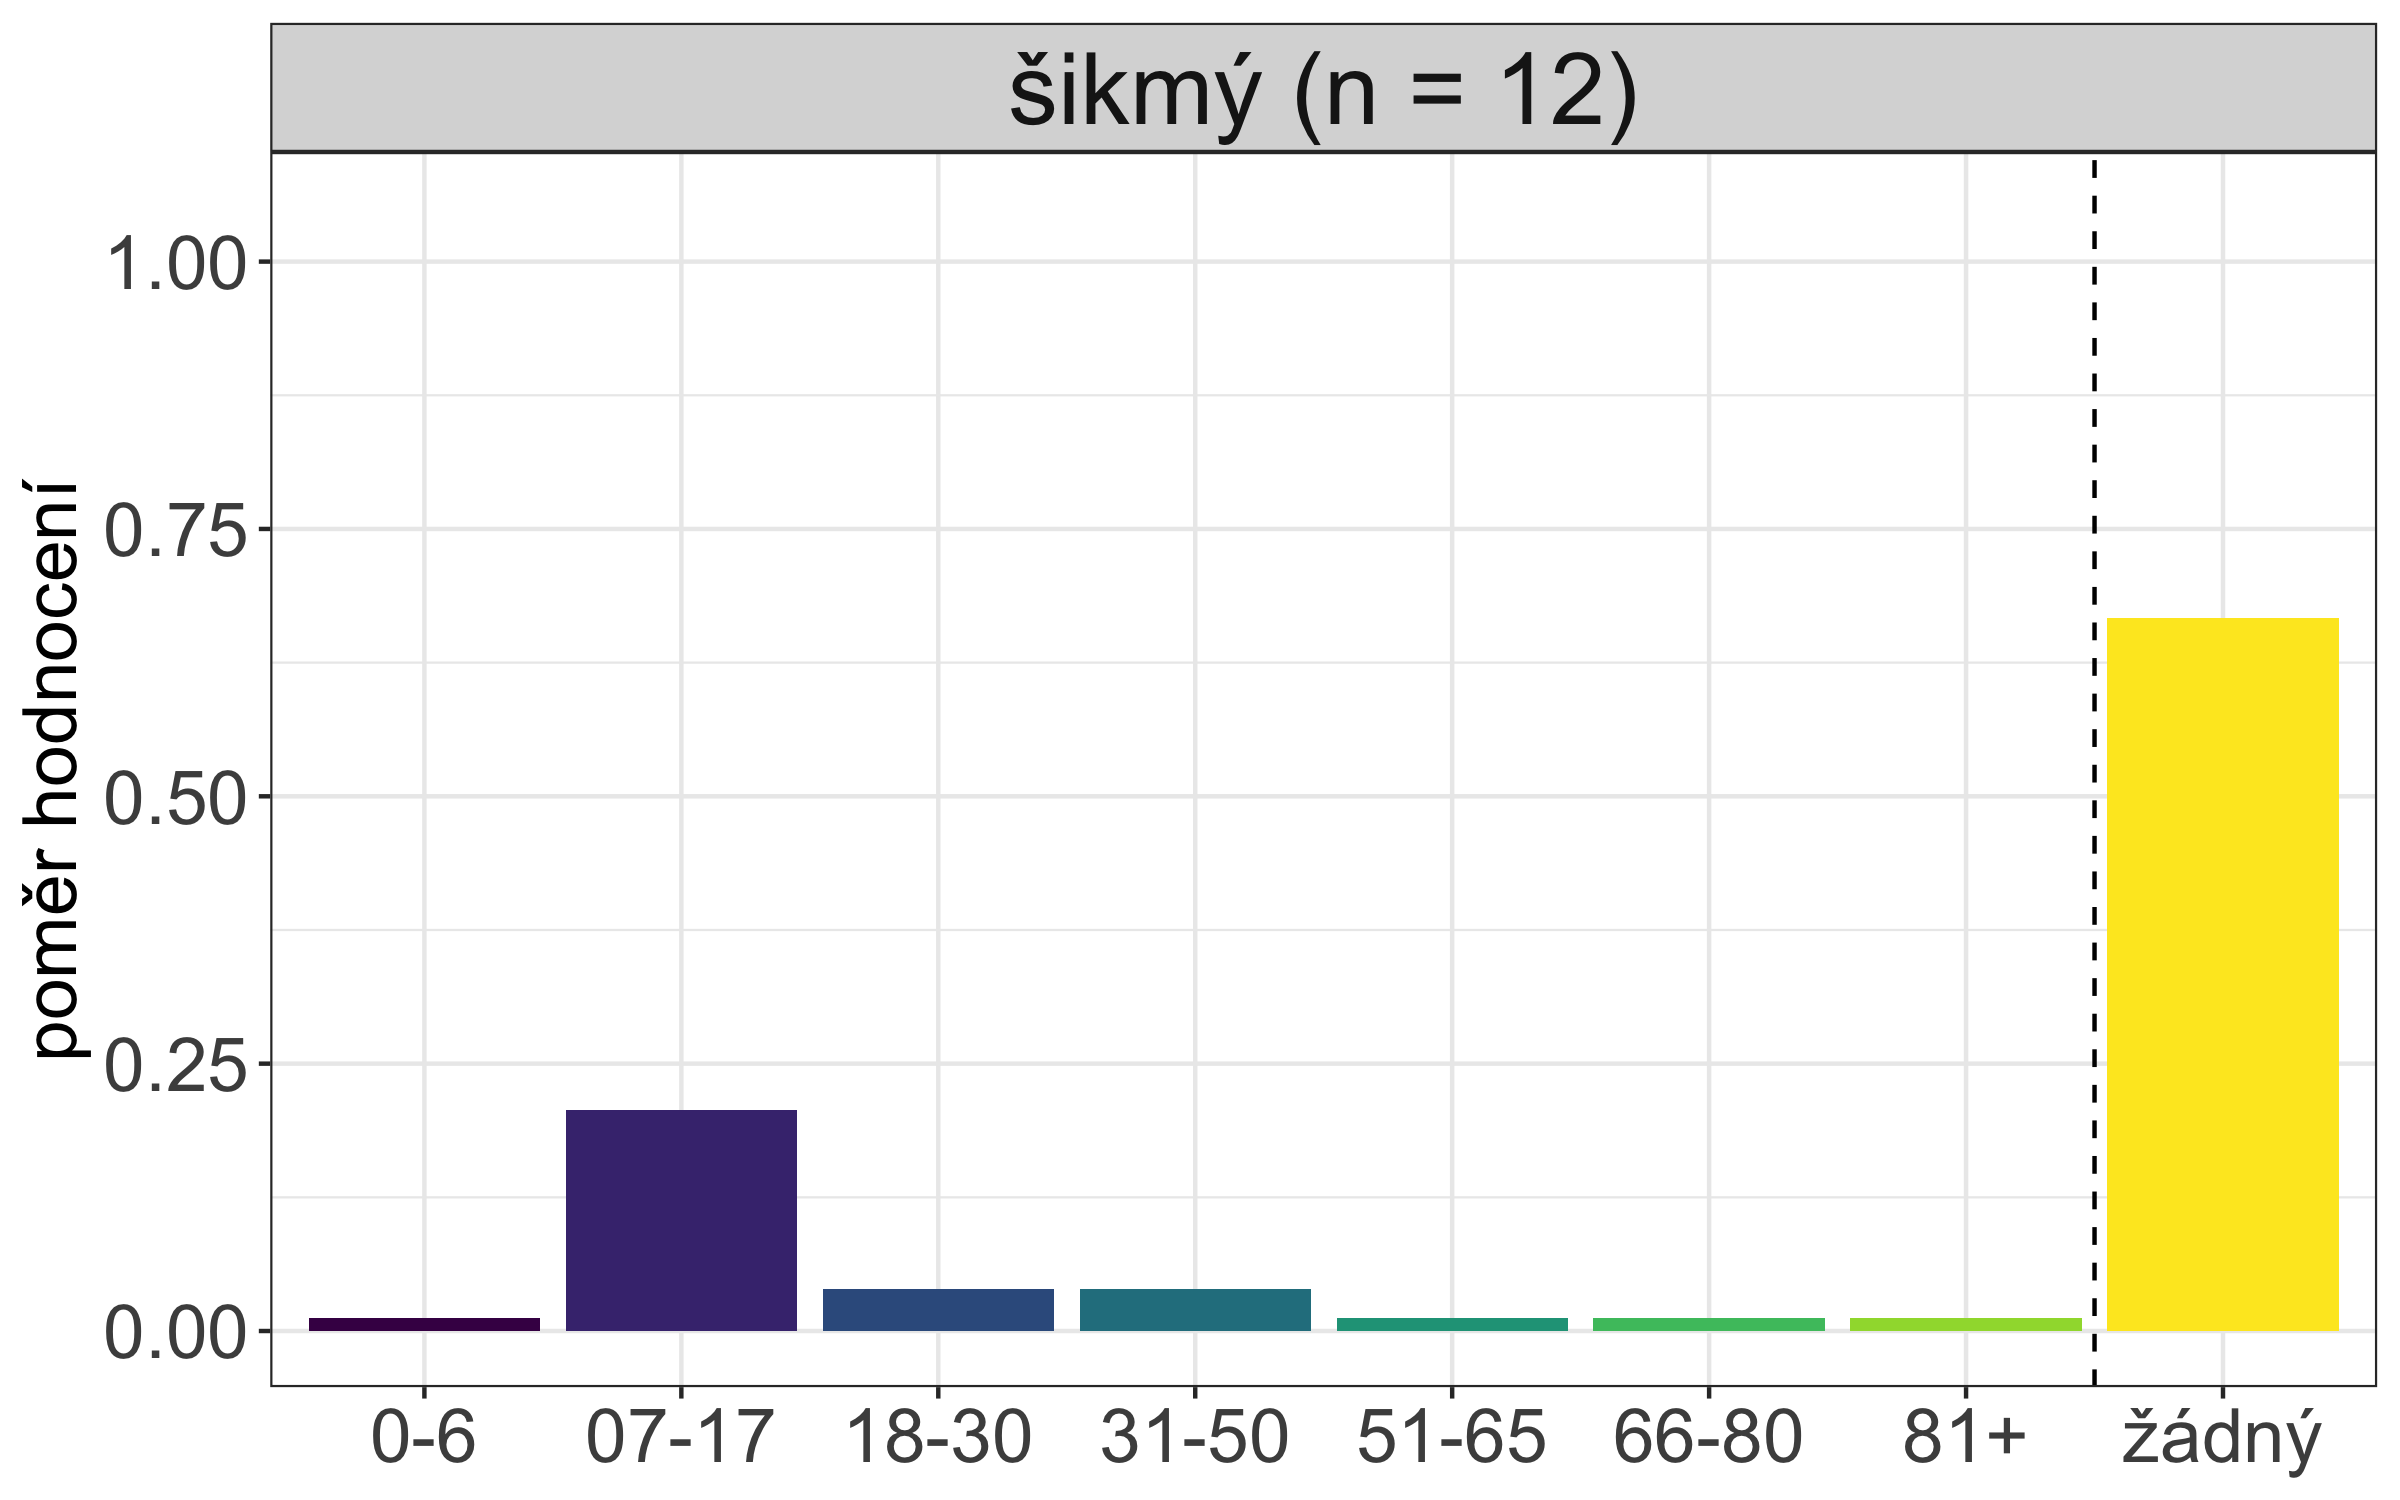 šikmý (n = 12)
poměr hodnocení
1.00
0.75
0.50
0.25
0.00
0-6 07-17 18-30 31-50 51-65 66-80 81+ žádný